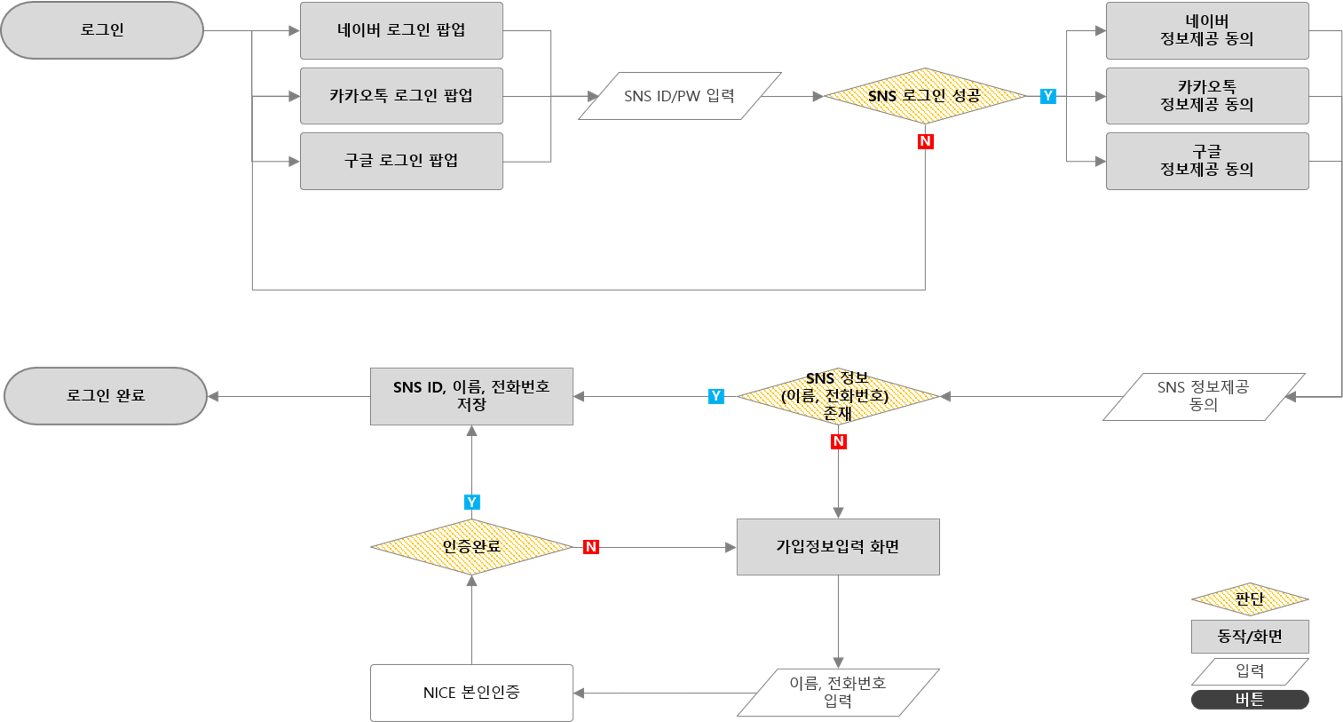 로그인
네이버 로그인 팝업
카카오톡 로그인 팝업
구글 로그인 팝업
SNS ID/PW 입력
SNS 로그인 성공
Y
N
네이버
정보제공 동의
카카오톡
정보제공 동의
구글
정보제공 동의
로그인 완료
SNS ID, 이름, 전화번호
저장
Y
SNS 정보
(이름, 전화번호)
존재
N
SNS 정보제공
동의
Y
인증완료
N
가입정보입력 화면
NICE 본인인증
이름, 전화번호
입력
판단
동작/화면
입력
버튼